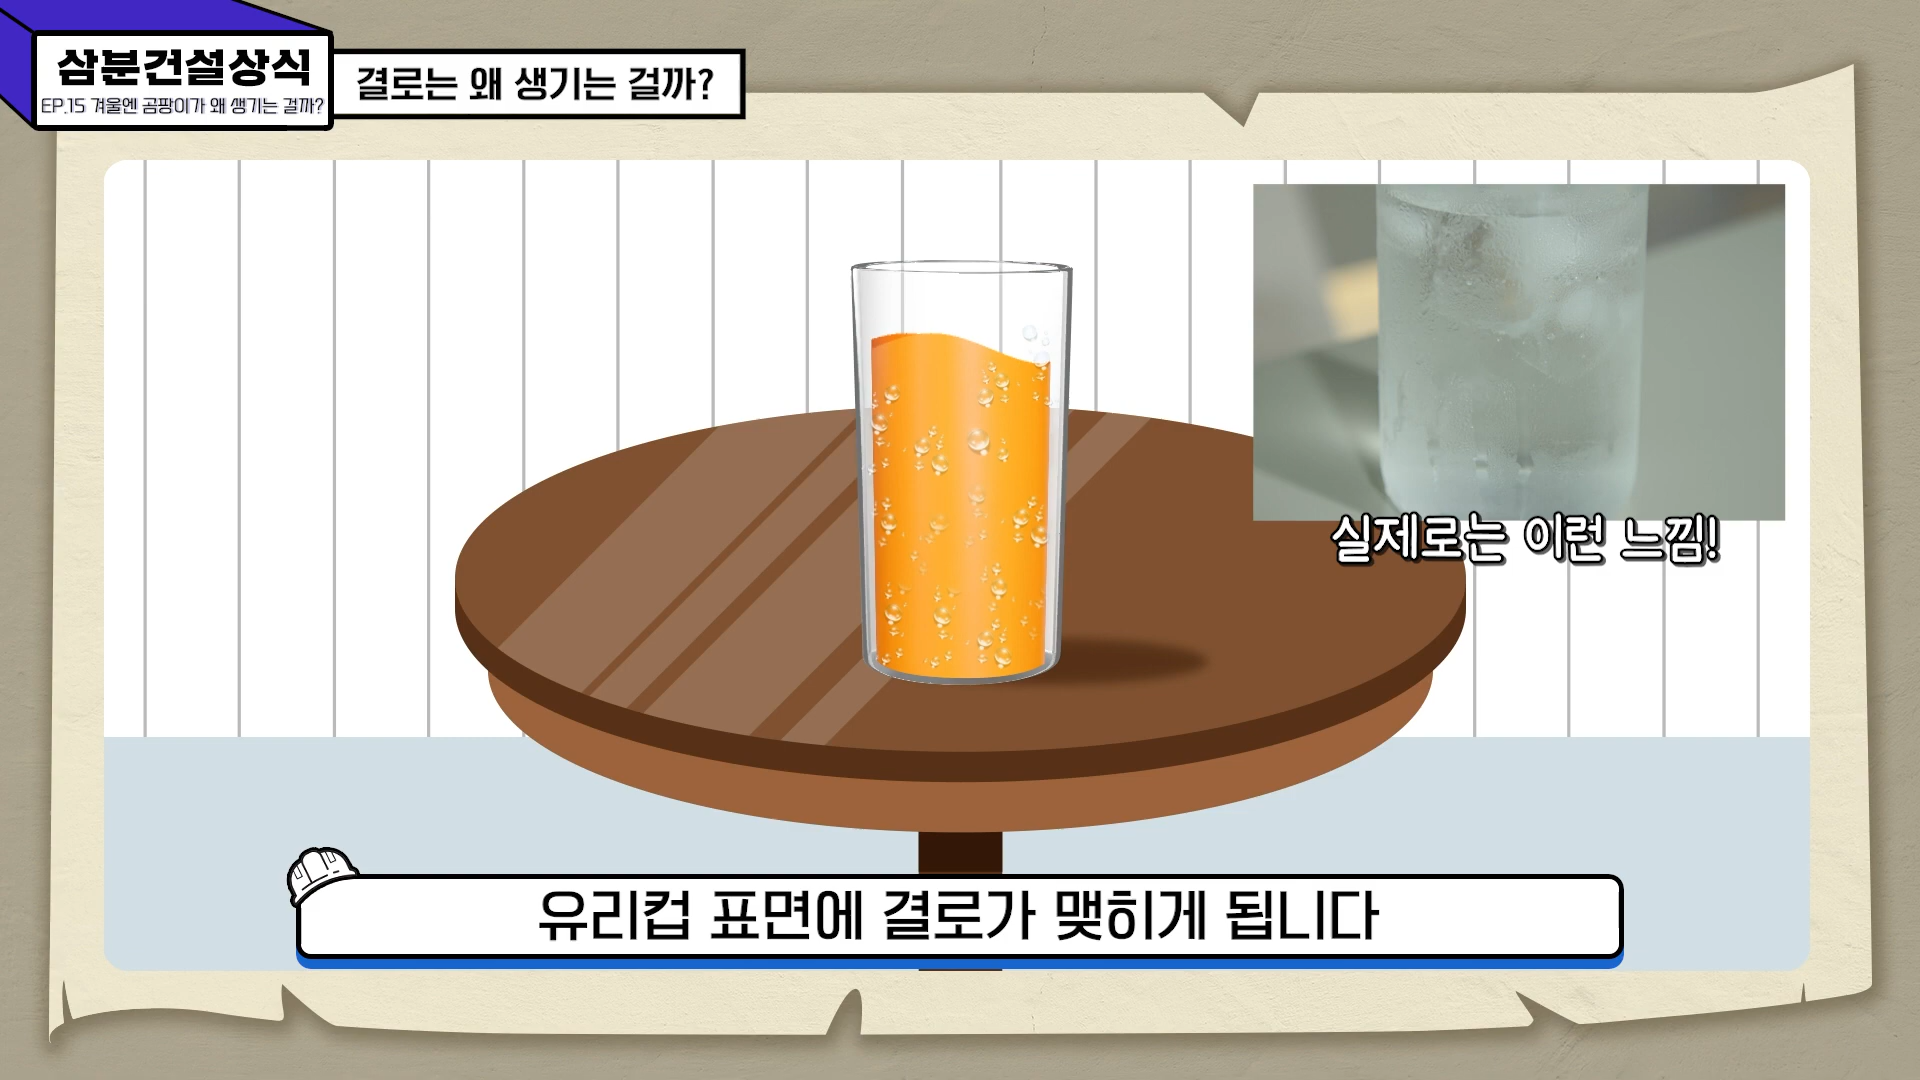 삼분건설상식
EP.15 겨울엔 곰팡이가 왜 생기는 걸까?
결로는 왜 생기는 걸까?
실제로는 이런 느낌!
유리컵 표면에 결로가 맺히게 됩니다